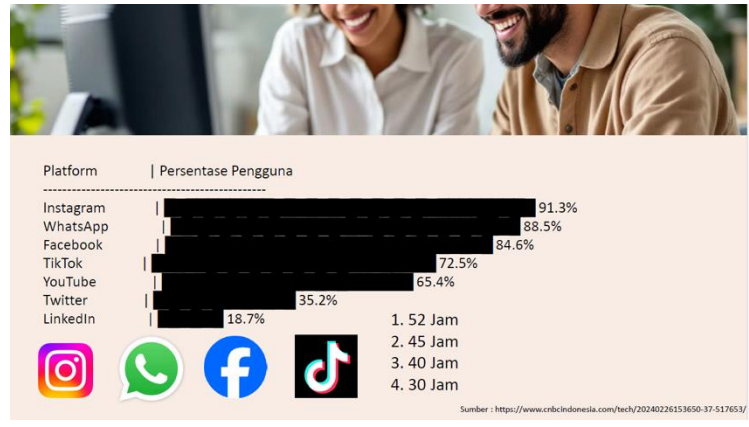 Platform | Persentase Pengguna
-----------------------------------------------
Instagram | 91.3%
WhatsApp | 88.5%
Facebook | 84.6%
TikTok | 72.5%
YouTube | 65.4%
Twitter | 35.2%
LinkedIn | 18.7%
1. 52 Jam
2. 45 Jam
3. 40 Jam
4. 30 Jam
Sumber : https://www.cnbcindonesia.com/tech/20240226153650-37-517653/